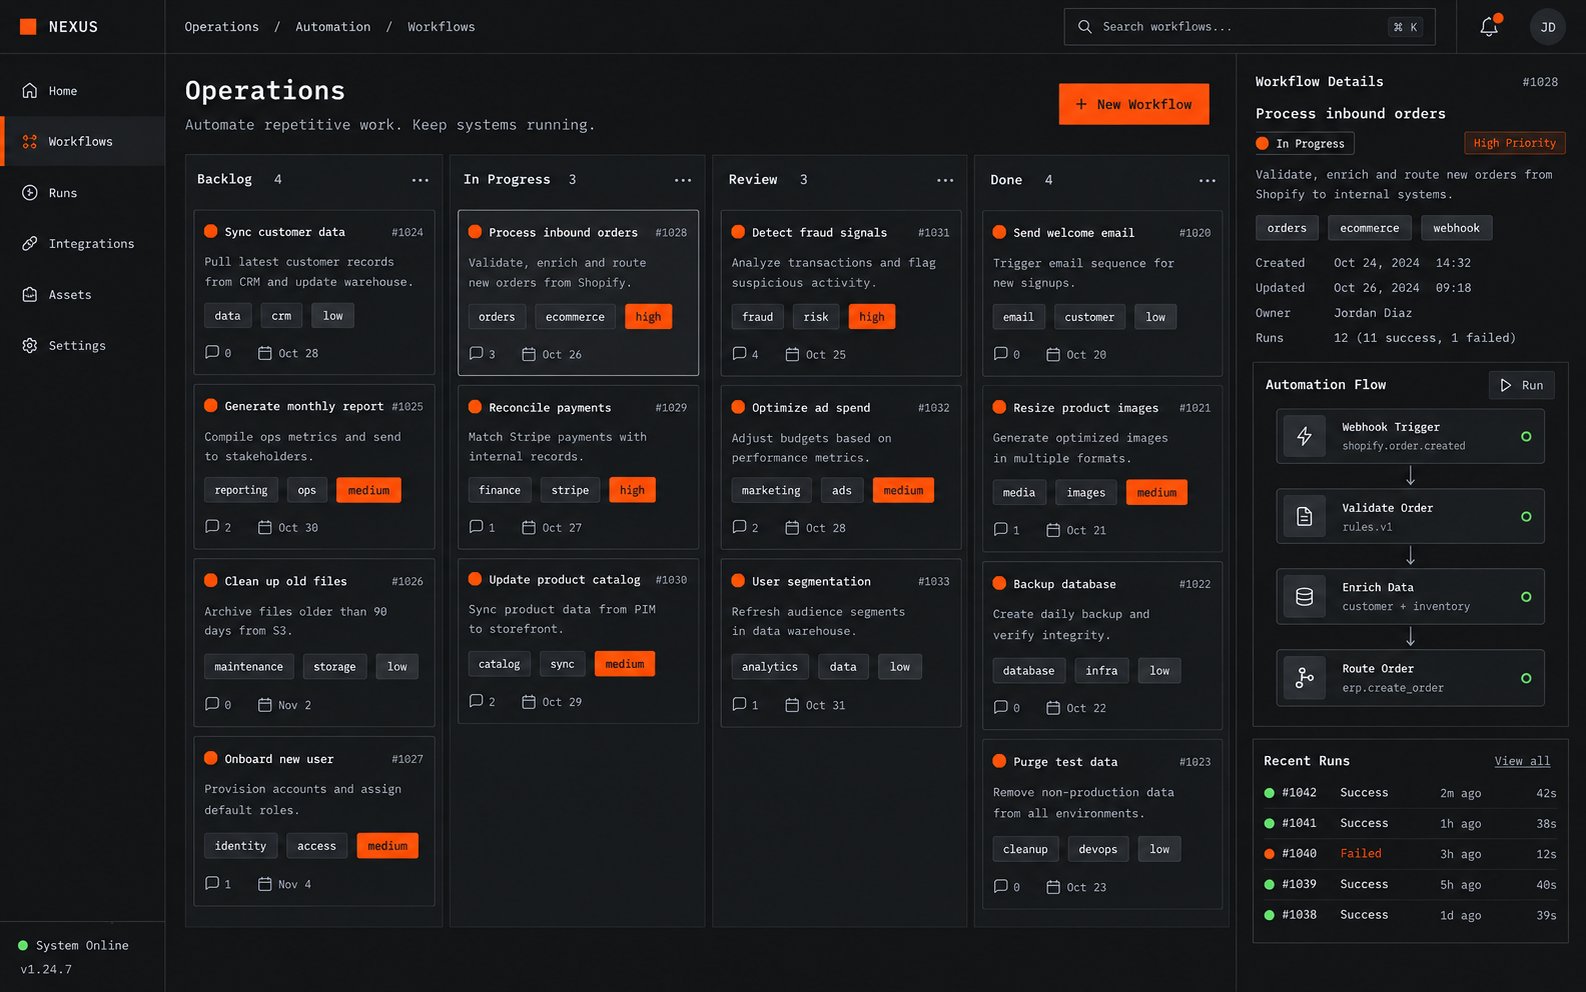 NEXUS
Operations / Automation / Workflows
Search workflows...
⌘ K
JD
Home
Workflows
Runs
Integrations
Assets
Settings
System Online
v1.24.7
Operations
Automate repetitive work. Keep systems running.
+ New Workflow
Backlog 4
Sync customer data #1024
Pull latest customer records
from CRM and update warehouse.
data crm low
0 Oct 28
Generate monthly report #1025
Compile ops metrics and send
to stakeholders.
reporting ops medium
2 Oct 30
Clean up old files #1026
Archive files older than 90
days from S3.
maintenance storage low
0 Nov 2
Onboard new user #1027
Provision accounts and assign
default roles.
identity access medium
1 Nov 4
In Progress 3
Process inbound orders #1028
Validate, enrich and route
new orders from Shopify.
orders ecommerce high
3 Oct 26
Reconcile payments #1029
Match Stripe payments with
internal records.
finance stripe high
1 Oct 27
Update product catalog #1030
Sync product data from PIM
to storefront.
catalog sync medium
2 Oct 29
Review 3
Detect fraud signals #1031
Analyze transactions and flag
suspicious activity.
fraud risk high
4 Oct 25
Optimize ad spend #1032
Adjust budgets based on
performance metrics.
marketing ads medium
2 Oct 28
User segmentation #1033
Refresh audience segments
in data warehouse.
analytics data low
1 Oct 31
Done 4
Send welcome email #1020
Trigger email sequence for
new signups.
email customer low
0 Oct 20
Resize product images #1021
Generate optimized images
in multiple formats.
media images medium
1 Oct 21
Backup database #1022
Create daily backup and
verify integrity.
database infra low
0 Oct 22
Purge test data #1023
Remove non-production data
from all environments.
cleanup devops low
0 Oct 23
Workflow Details #1028
Process inbound orders
In Progress High Priority
Validate, enrich and route new orders from
Shopify to internal systems.
orders ecommerce webhook
Created Oct 24, 2024 14:32
Updated Oct 26, 2024 09:18
Owner Jordan Diaz
Runs 12 (11 success, 1 failed)
Automation Flow Run
Webhook Trigger
shopify.order.created
Validate Order
rules.v1
Enrich Data
customer + inventory
Route Order
erp.create_order
Recent Runs View all
#1042 Success 2m ago 42s
#1041 Success 1h ago 38s
#1040 Failed 3h ago 12s
#1039 Success 5h ago 40s
#1038 Success 1d ago 39s